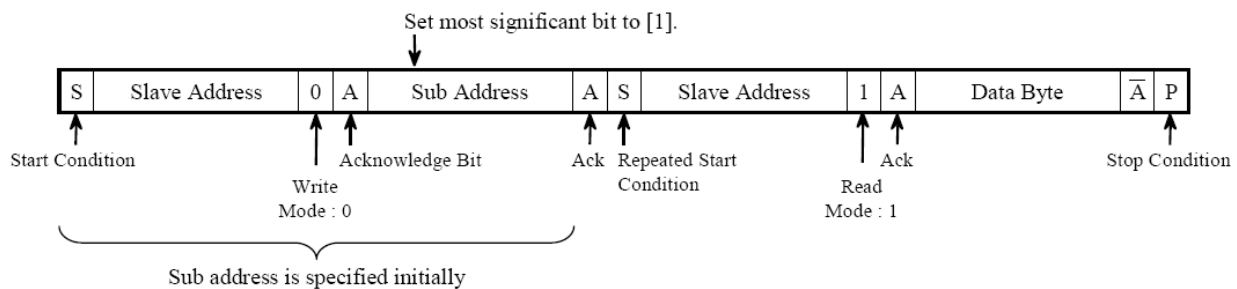 Set most significant bit to [1].
S Slave Address 0 A Sub Address A S Slave Address 1 A Data Byte A̅ P
Start Condition Acknowledge Bit Ack Repeated Start Ack Stop Condition
Condition
Write Read
Mode : 0 Mode : 1
Sub address is specified initially